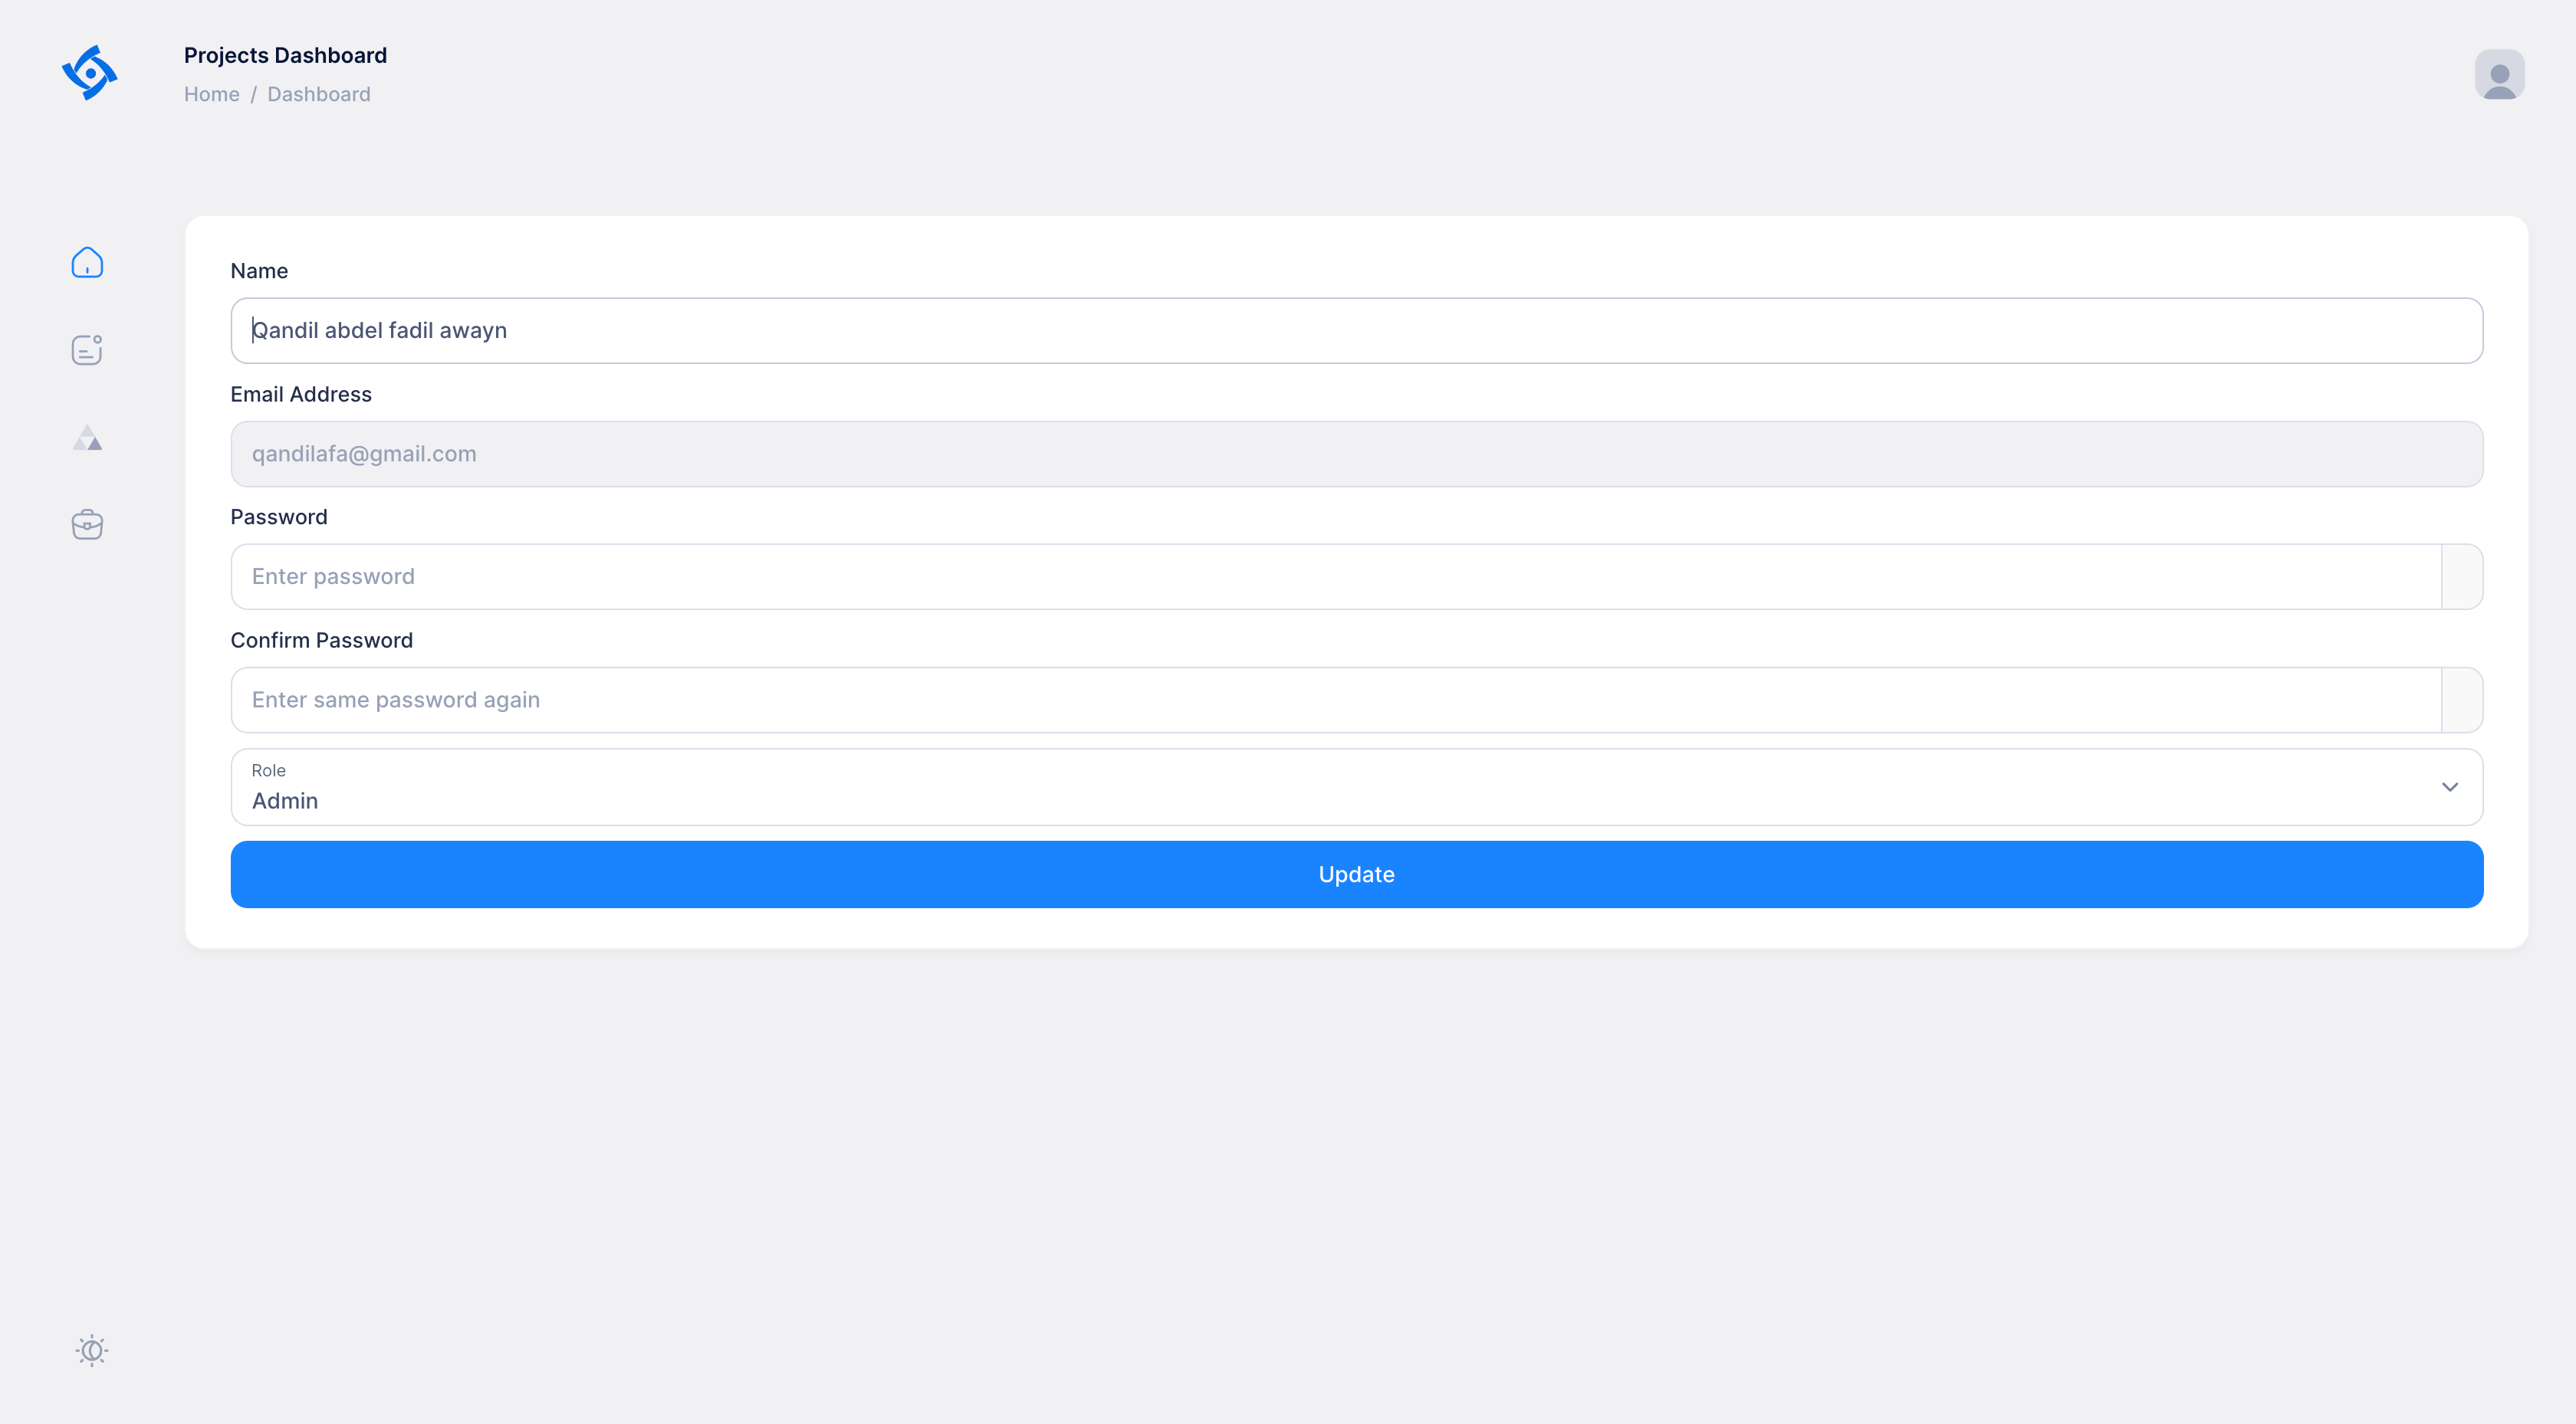 Projects Dashboard
Home / Dashboard
Name
Qandil abdel fadil awayn
Email Address
qandilafa@gmail.com
Password
Enter password
Confirm Password
Enter same password again
Role
Admin
Update